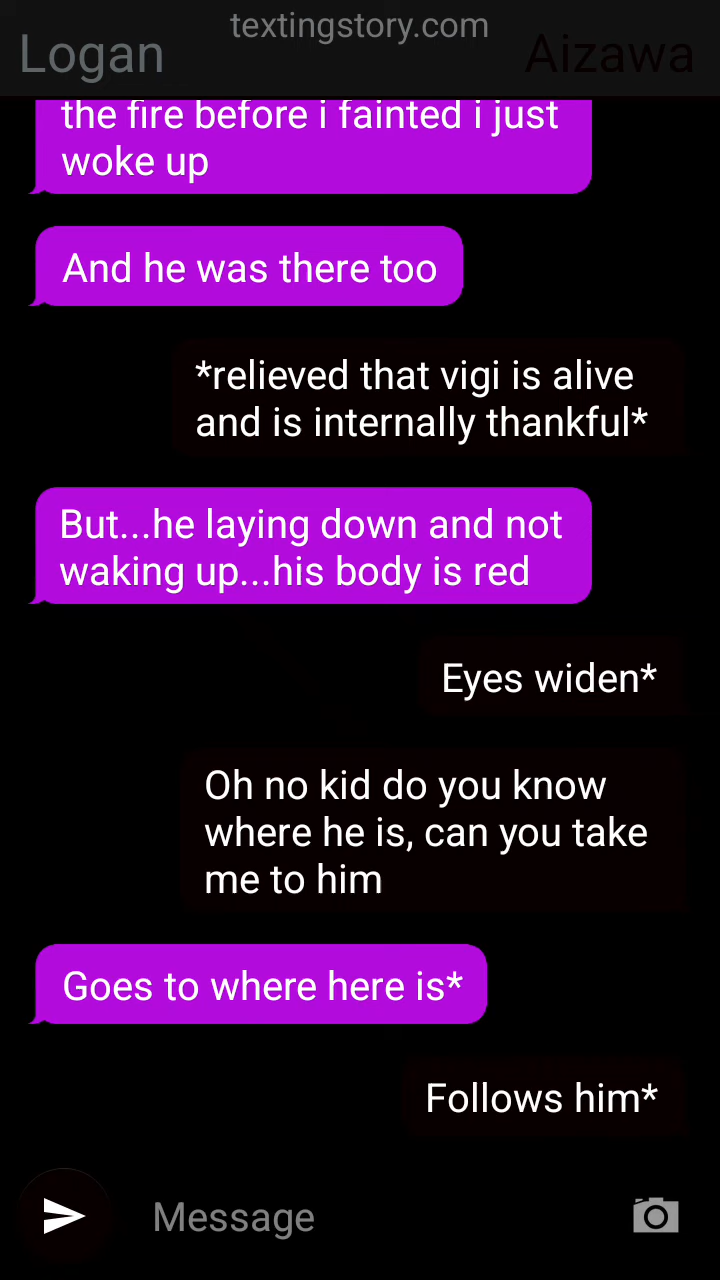 textingstory.com
Logan
Aizawa
the fire before i fainted i just
woke up
And he was there too
*relieved that vigi is alive
and is internally thankful*
But...he laying down and not
waking up...his body is red
Eyes widen*
Oh no kid do you know
where he is, can you take
me to him
Goes to where here is*
Follows him*
Message